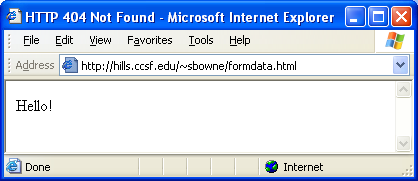 HTTP 404 Not Found - Microsoft Internet Explorer
File Edit View Favorites Tools Help
Address http://hills.ccsf.edu/~sbowne/formdata.html
Hello!
Done Internet